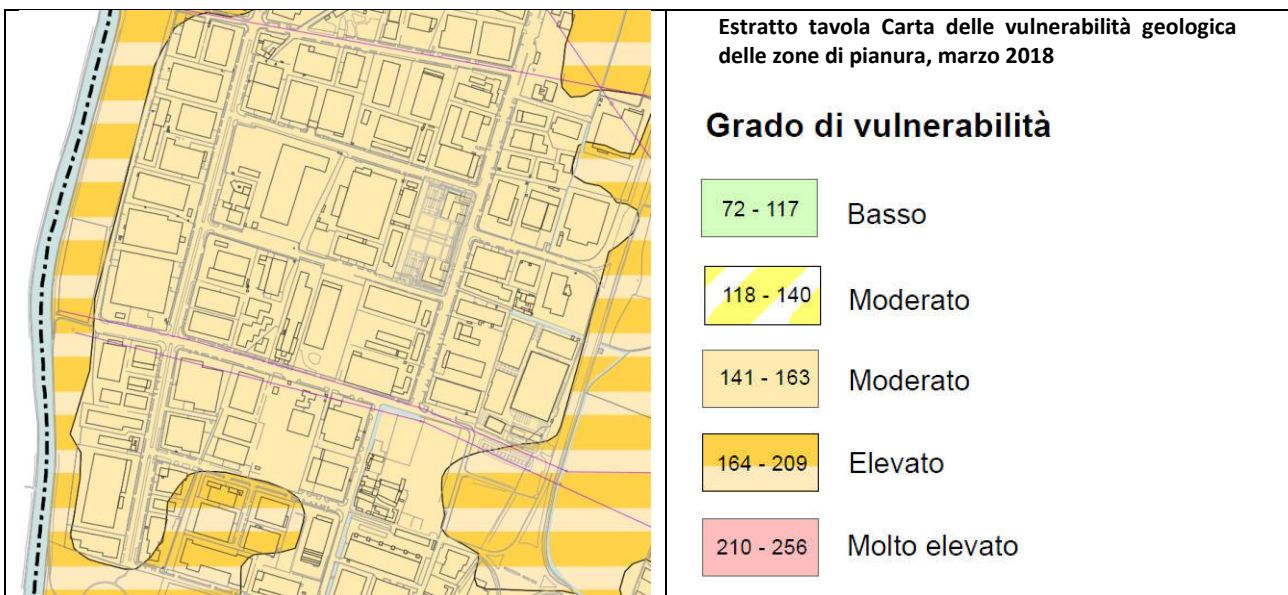 Estratto tavola Carta delle vulnerabilità geologica
delle zone di pianura, marzo 2018
Grado di vulnerabilità
72 - 117 Basso
118 - 140 Moderato
141 - 163 Moderato
164 - 209 Elevato
210 - 256 Molto elevato